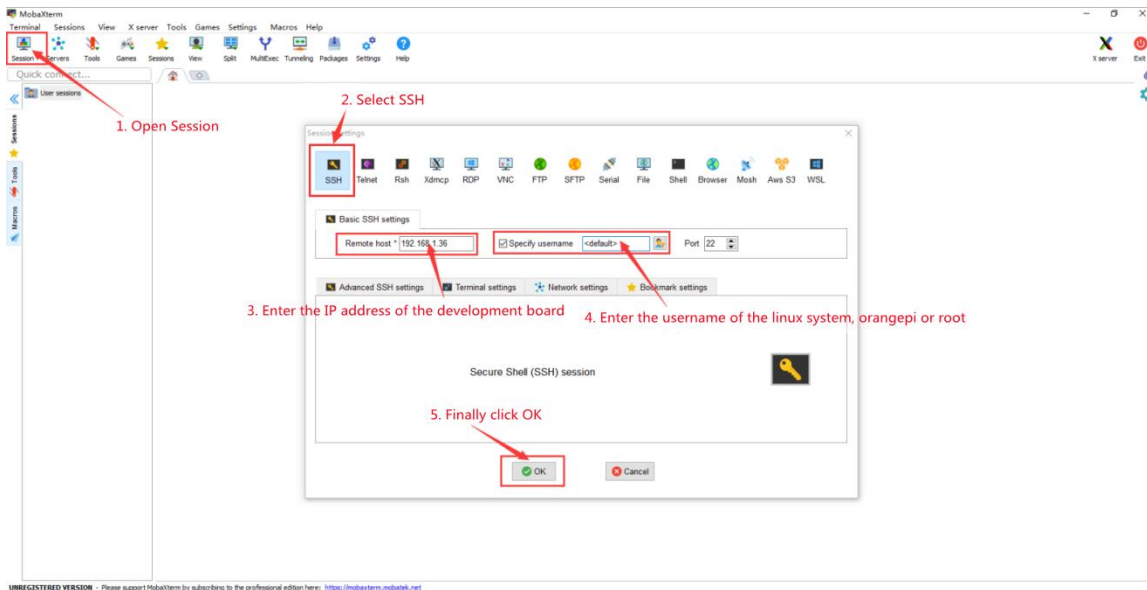 MobaXterm
Terminal Sessions View X server Tools Games Settings Macros Help
Session Servers Tools Games Sessions View Split MultiExec Tunneling Packages Settings Help X server Exit
Quick connect...
User sessions
Sessions
Tools
Macros
1. Open Session
2. Select SSH
Session settings
SSH Telnet Rsh Xdmcp RDP VNC FTP SFTP Serial File Shell Browser Mosh Aws S3 WSL
Basic SSH settings
Remote host * 192.168.1.36 Specify username <default> Port 22
Advanced SSH settings Terminal settings Network settings Bookmark settings
3. Enter the IP address of the development board
4. Enter the username of the linux system, orangepi or root
Secure Shell (SSH) session
5. Finally click OK
OK Cancel
UNREGISTERED VERSION - Please support MobaXterm by subscribing to the professional edition here: https://mobaxterm.mobatek.net